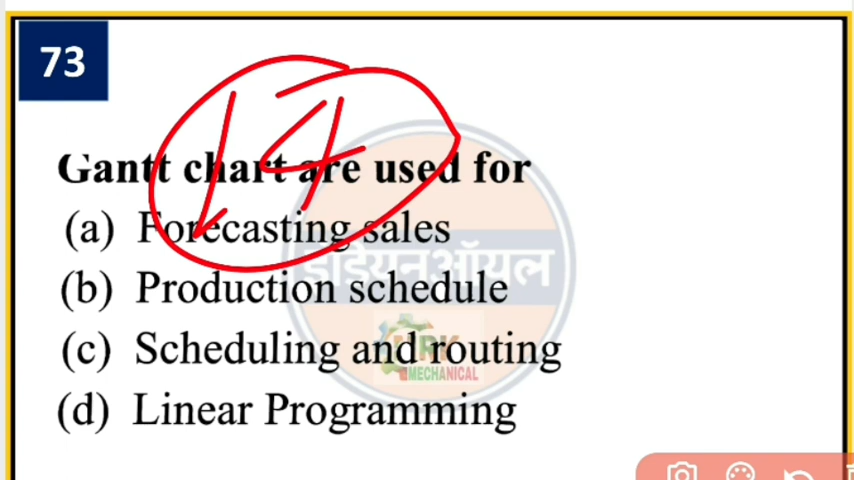 73
14
Gantt chart are used for
(a) Forecasting sales
इंडियनऑयल
(b) Production schedule
(c) Scheduling and routing
MECHANICAL
(d) Linear Programming